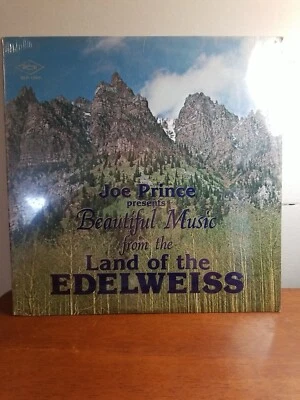 Joe Prince
presents
Beautiful Music
from the
Land of the
EDELWEISS